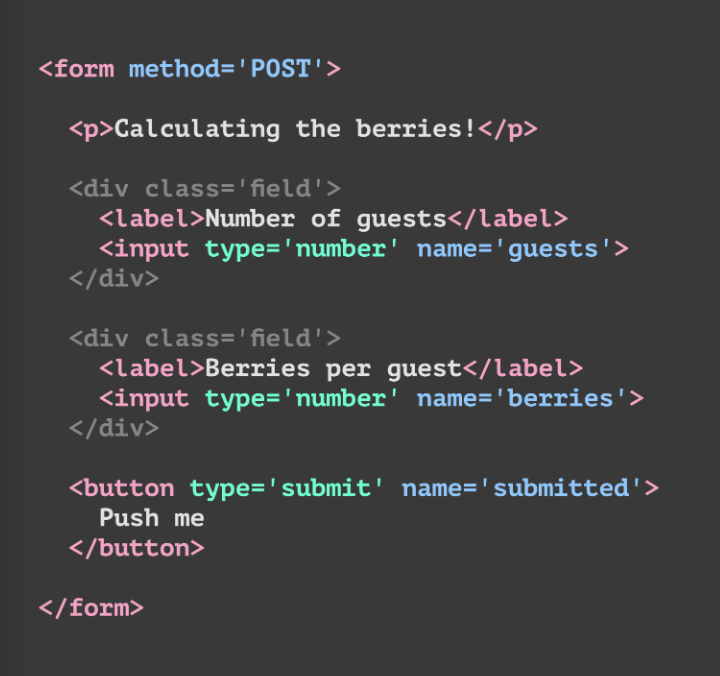 <form method='POST'>
<p>Calculating the berries!</p>
<div class='field'>
<label>Number of guests</label>
<input type='number' name='guests'>
</div>
<div class='field'>
<label>Berries per guest</label>
<input type='number' name='berries'>
</div>
<button type='submit' name='submitted'>
Push me
</button>
</form>